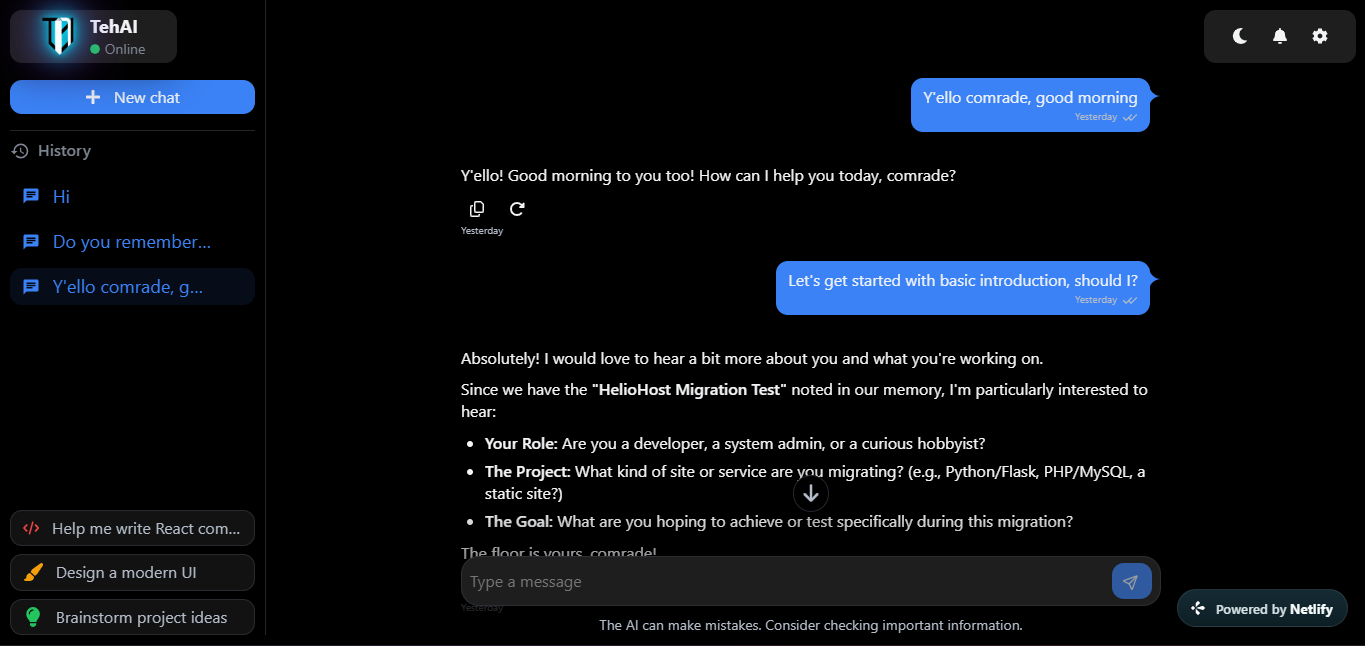 TehAI
Online
New chat
History
Hi
Do you remember...
Y'ello comrade, g...
Help me write React com...
Design a modern UI
Brainstorm project ideas
Y'ello comrade, good morning
Yesterday
Y'ello! Good morning to you too! How can I help you today, comrade?
Yesterday
Let's get started with basic introduction, should I?
Yesterday
Absolutely! I would love to hear a bit more about you and what you're working on.
Since we have the "HelioHost Migration Test" noted in our memory, I'm particularly interested to
hear:
Your Role: Are you a developer, a system admin, or a curious hobbyist?
The Project: What kind of site or service are you migrating? (e.g., Python/Flask, PHP/MySQL, a
static site?)
The Goal: What are you hoping to achieve or test specifically during this migration?
The floor is yours, comrade!
Type a message
Yesterday
The AI can make mistakes. Consider checking important information.
Powered by Netlify